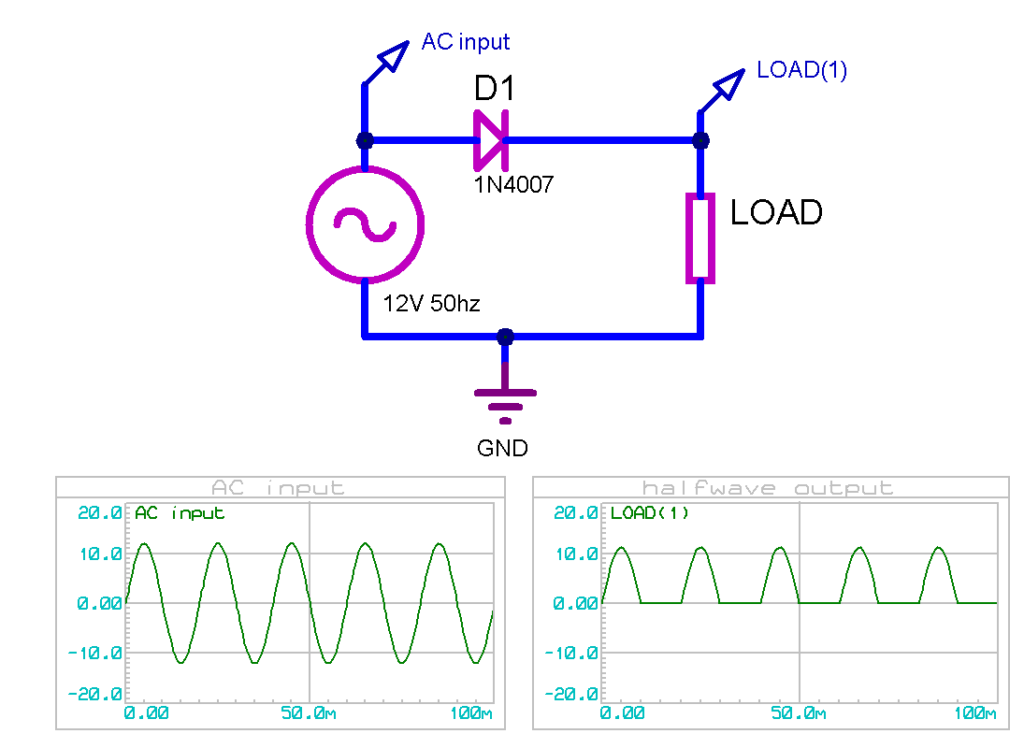 AC input
LOAD(1)
D1
1N4007
LOAD
12V 50hz
GND
AC input
20.0
AC input
10.0
0.00
-10.0
-20.0
0.00
50.0m
100m
halfwave output
20.0
LOAD(1)
10.0
0.00
-10.0
-20.0
0.00
50.0m
100m